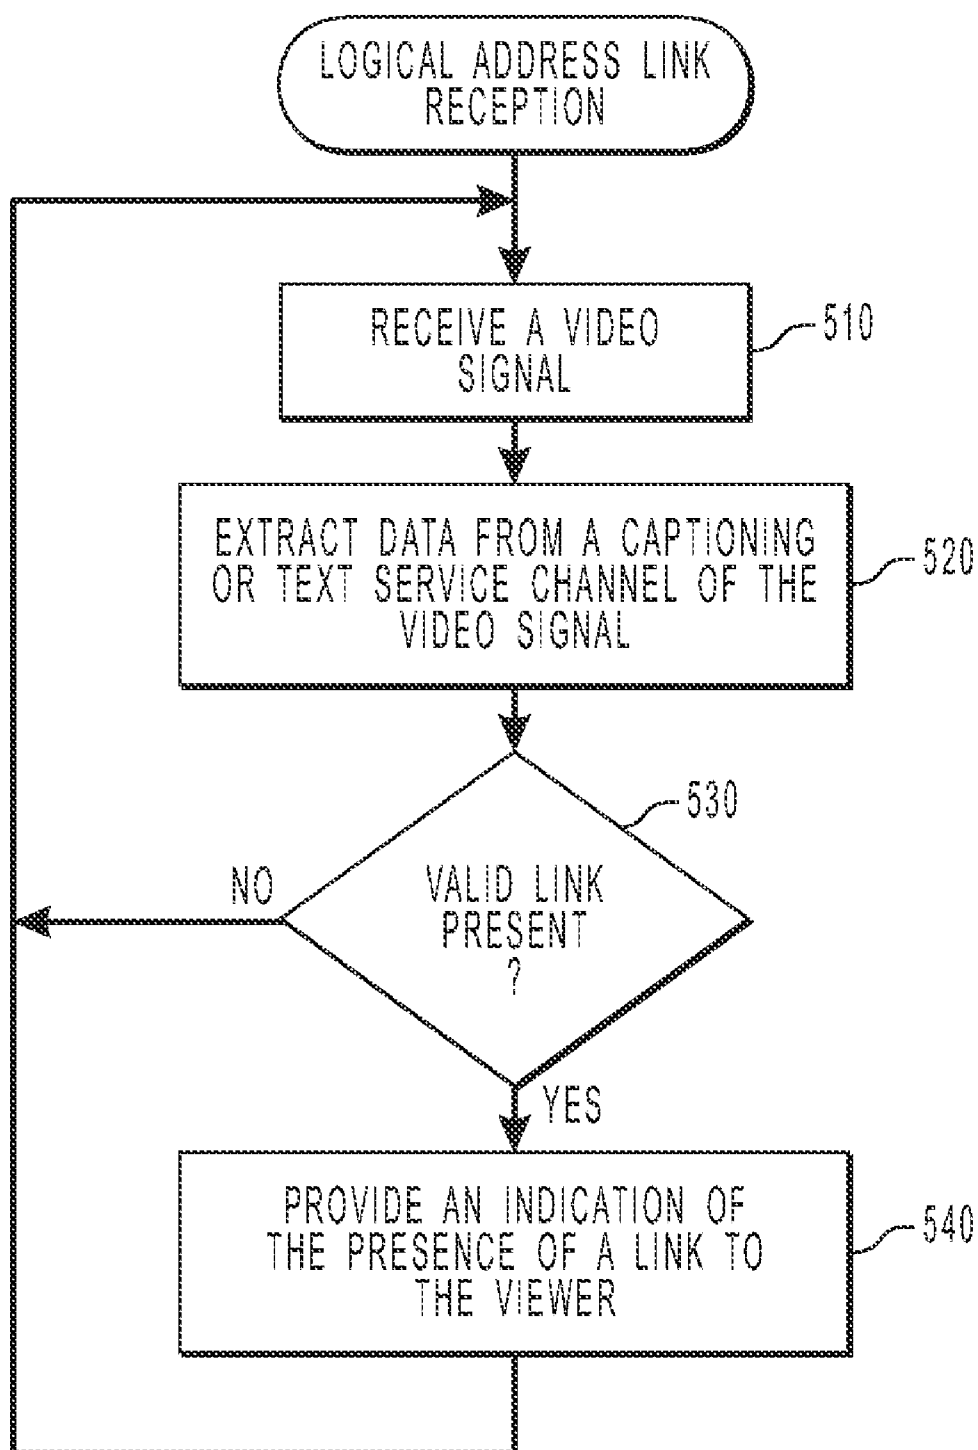 LOGICAL ADDRESS LINK
RECEPTION
RECEIVE A VIDEO
SIGNAL
510
EXTRACT DATA FROM A CAPTIONING
OR TEXT SERVICE CHANNEL OF THE
VIDEO SIGNAL
520
530
NO
VALID LINK
PRESENT
?
YES
PROVIDE AN INDICATION OF
THE PRESENCE OF A LINK TO
THE VIEWER
540